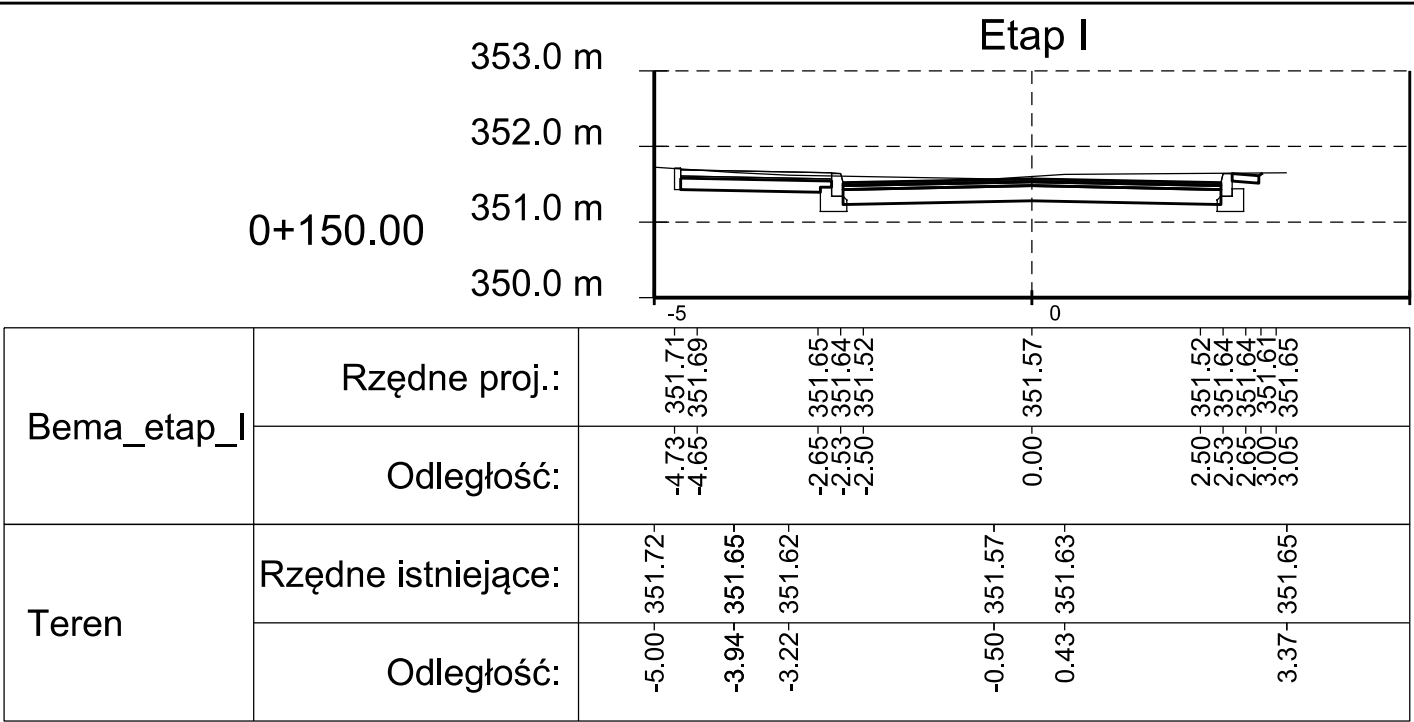 Etap I
353.0 m
352.0 m
351.0 m
0+150.00
350.0 m
-5 0
Bema_etap_I
Rzędne proj.: 351.71 351.69 351.65 351.64 351.52 351.57 351.52 351.64 351.64 351.61 351.65
Odległość: -4.73 -4.65 -2.65 -2.53 -2.50 0.00 2.50 2.53 2.65 3.00 3.05
Teren
Rzędne istniejące: 351.72 351.65 351.62 351.57 351.63 351.65
Odległość: -5.00 -3.94 -3.22 -0.50 0.43 3.37